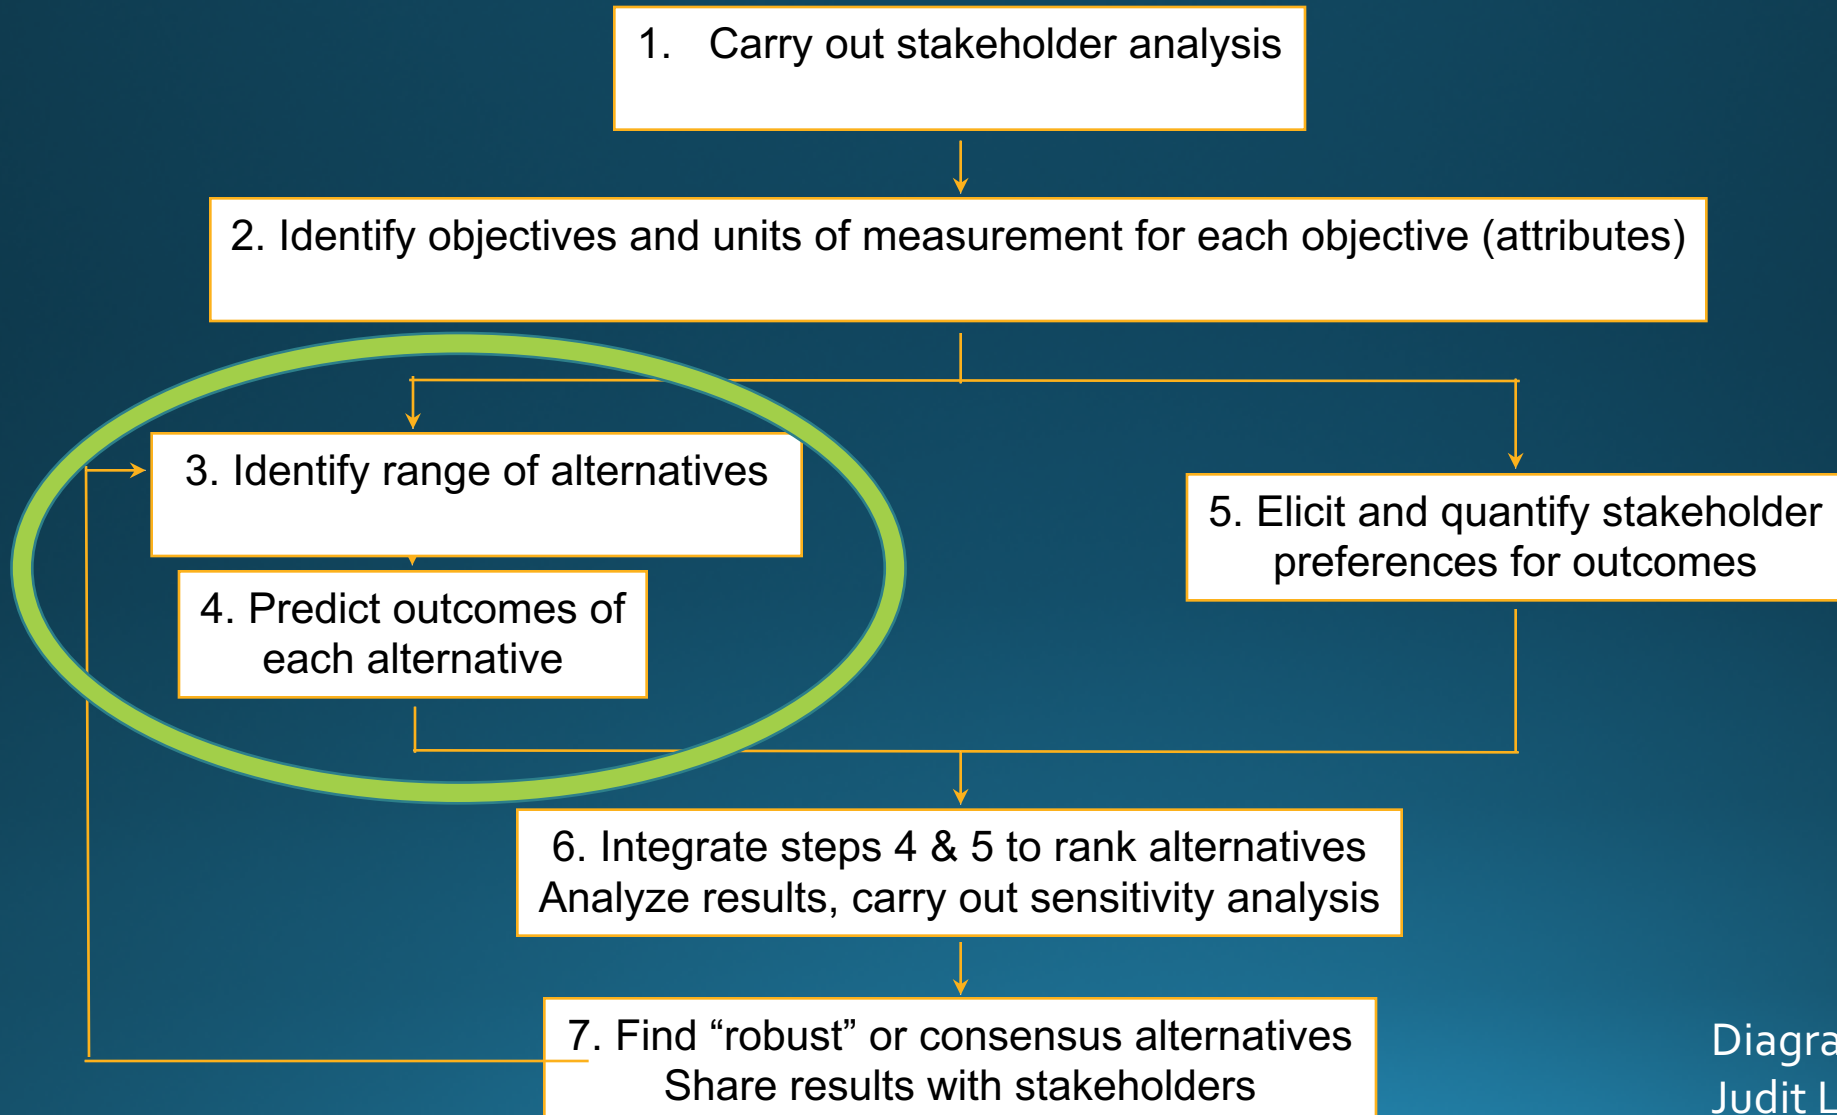 1. Carry out stakeholder analysis
2. Identify objectives and units of measurement for each objective (attributes)
3. Identify range of alternatives
4. Predict outcomes of
each alternative
5. Elicit and quantify stakeholder
preferences for outcomes
6. Integrate steps 4 & 5 to rank alternatives
Analyze results, carry out sensitivity analysis
7. Find “robust” or consensus alternatives
Share results with stakeholders
Judit